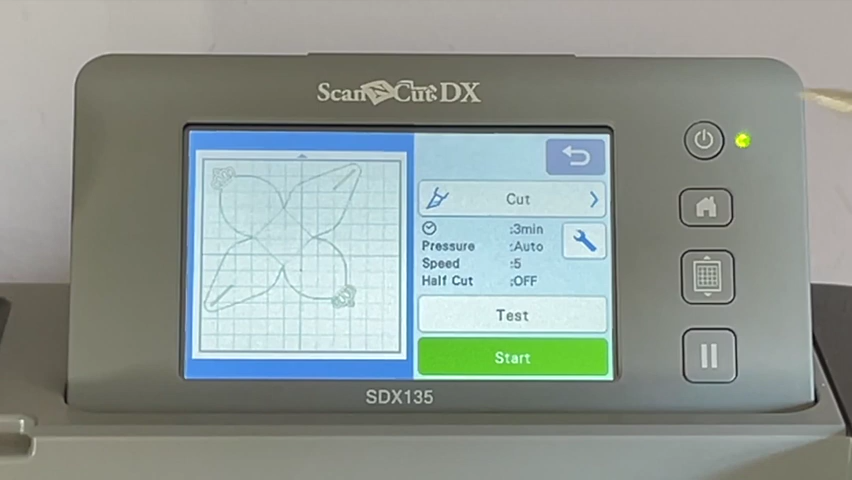 ScanNCut DX
Cut
:3min
Pressure :Auto
Speed :5
Half Cut :OFF
Test
Start
SDX135